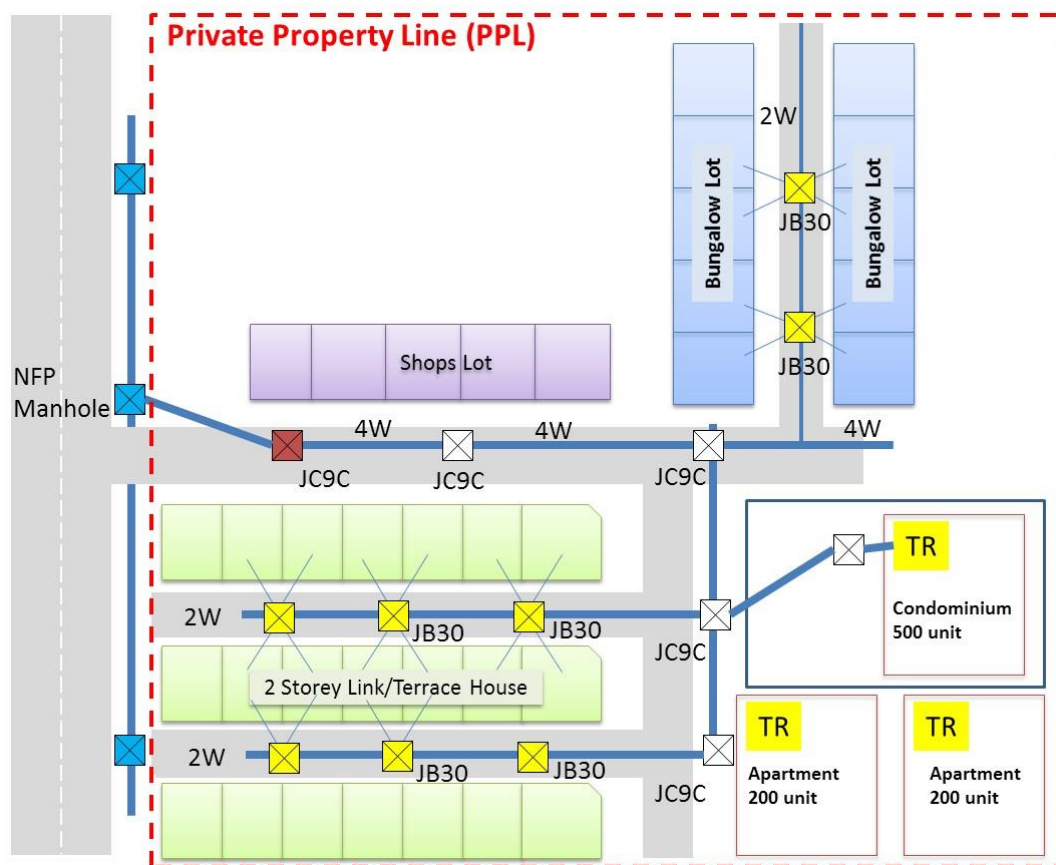 Private Property Line (PPL)
2W
Bungalow Lot
Bungalow Lot
JB30
JB30
Shops Lot
NFP
Manhole
4W
4W
4W
JC9C
JC9C
JC9C
TR
Condominium
500 unit
2W
JB30
JB30
JC9C
2 Storey Link/Terrace House
TR
TR
2W
JB30
JB30
JC9C
Apartment
200 unit
Apartment
200 unit